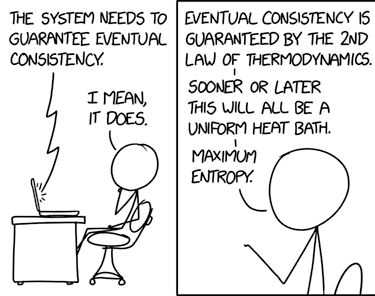 THE SYSTEM NEEDS TO
GUARANTEE EVENTUAL
CONSISTENCY.
I MEAN,
IT DOES.
EVENTUAL CONSISTENCY IS
GUARANTEED BY THE 2ND
LAW OF THERMODYNAMICS.
SOONER OR LATER
THIS WILL ALL BE A
UNIFORM HEAT BATH.
MAXIMUM
ENTROPY.